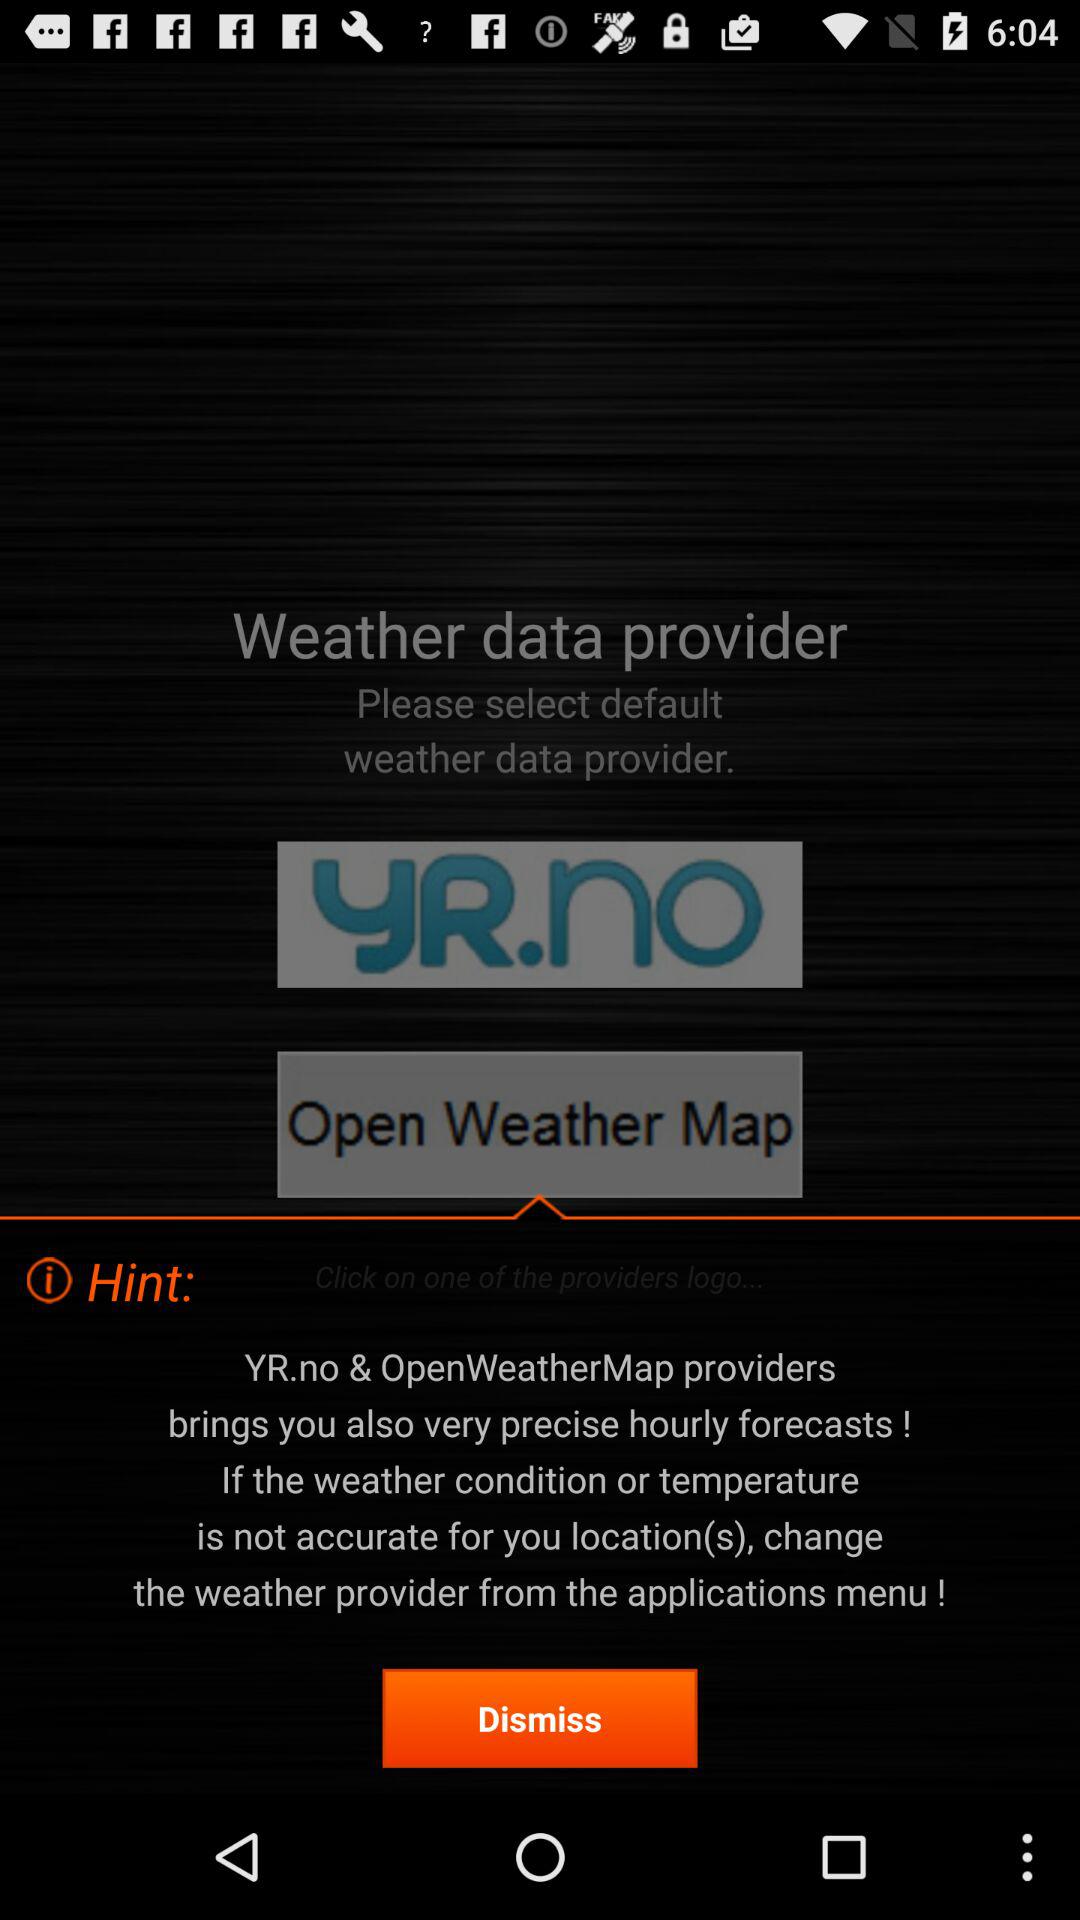 ? FAKE 6:04
Weather data provider
Please select default
weather data provider.
YR.no
Open Weather Map
Hint:
Click on one of the providers logo...
YR.no & OpenWeatherMap providers
brings you also very precise hourly forecasts !
If the weather condition or temperature
is not accurate for you location(s), change
the weather provider from the applications menu !
Dismiss